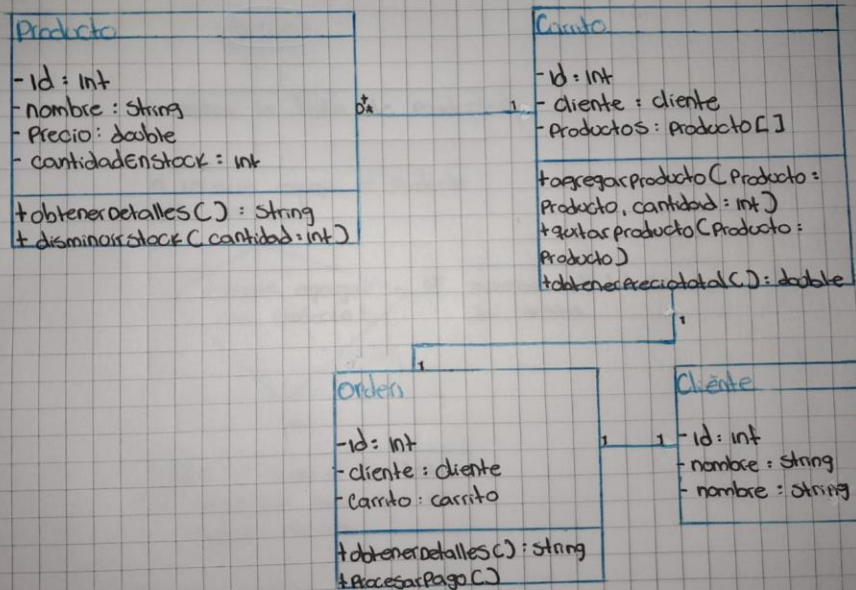 Producto
- Id : Int
- nombre : String
- Precio : double
- cantidadEnStock : int
+ obtenerDetalles() : String
+ disminoirstock (cantidad : int)
1
Carrito
- Id : Int
- cliente : cliente
- Productos : Producto[]
+ agregarproducto (Producto :
Producto, cantidad : int)
+ quitarproducto (Producto :
Producto)
+ obtenerPreciototal() : double
1
1
Orden
- Id : Int
- cliente : cliente
- Carrito : carrito
+ obtenerDetalles() : string
+ ProcesarPago()
1
1
Cliente
- Id : Int
- nombre : String
- nombre : String